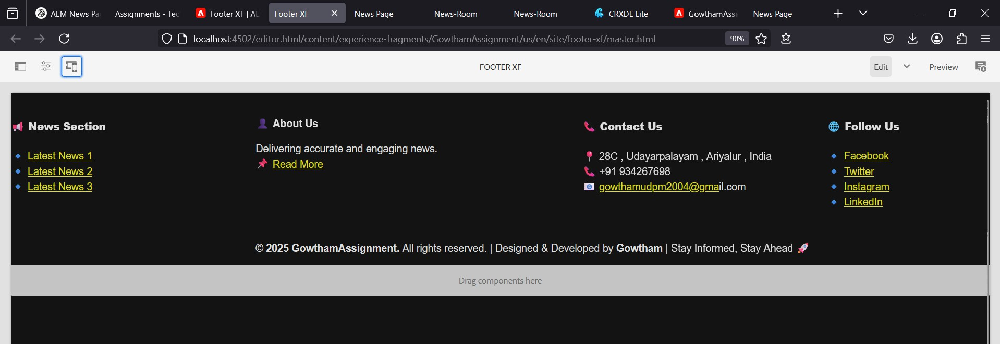 AEM News Pa
Assignments - Tec
Footer XF | AE
Footer XF
News Page
News-Room
News-Room
CRXDE Lite
GowthamAssi
News Page
localhost:4502/editor.html/content/experience-fragments/GowthamAssignment/us/en/site/footer-xf/master.html
90%
FOOTER XF
Edit
Preview
News Section
Latest News 1
Latest News 2
Latest News 3
About Us
Delivering accurate and engaging news.
Read More
Contact Us
28C , Udayarpalayam , Ariyalur , India
+91 934267698
gowthamudpm2004@gmail.com
Follow Us
Facebook
Twitter
Instagram
LinkedIn
© 2025 GowthamAssignment. All rights reserved. | Designed & Developed by Gowtham | Stay Informed, Stay Ahead 🚀
Drag components here